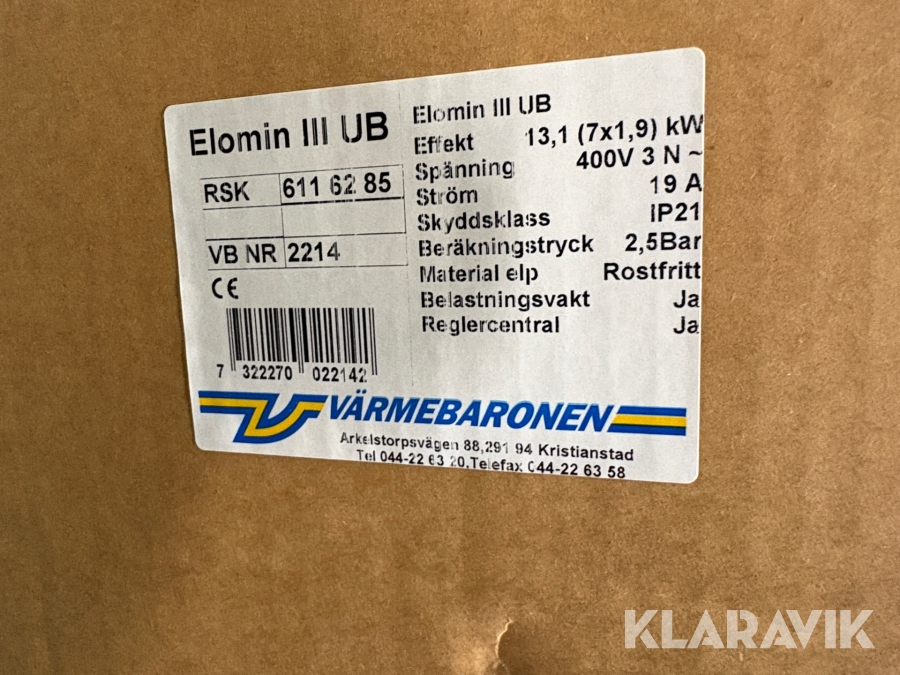 Elomin III UB
RSK 611 62 85
VB NR 2214
CE
7 322270 022142
Elomin III UB
Effekt 13,1 (7x1,9) kW
Spänning 400V 3 N ~
Ström 19 A
Skyddsklass IP21
Beräkningstryck 2,5Bar
Material elp Rostfritt
Belastningsvakt Ja
Reglercentral Ja
VÄRMEBARONEN
Arkelstorpsvägen 88,291 94 Kristianstad
Tel 044-22 63 20,Telefax 044-22 63 58
KLARAVIK